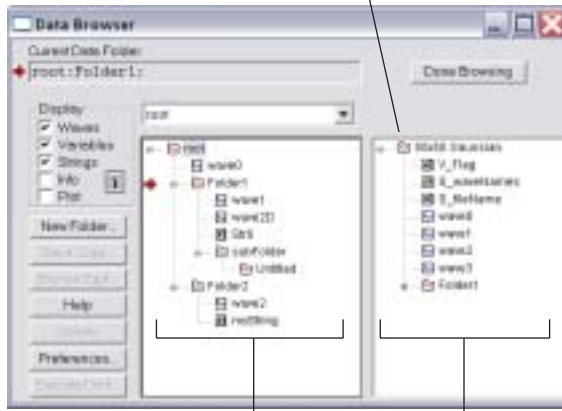 Data Browser
Current Data Folder:
root:Folder1:
Done Browsing
Display
Waves
Variables
Strings
Info
Plot
root
New Folder...
Help
Preferences...
root
wave0
Folder1
wave1
wave2D
Str0
subFolder
Untitled
Folder2
wave2
Multi Gaussian
V_Flag
S_waveNames
S_fileName
wave0
wave1
wave2
wave3
Folder1